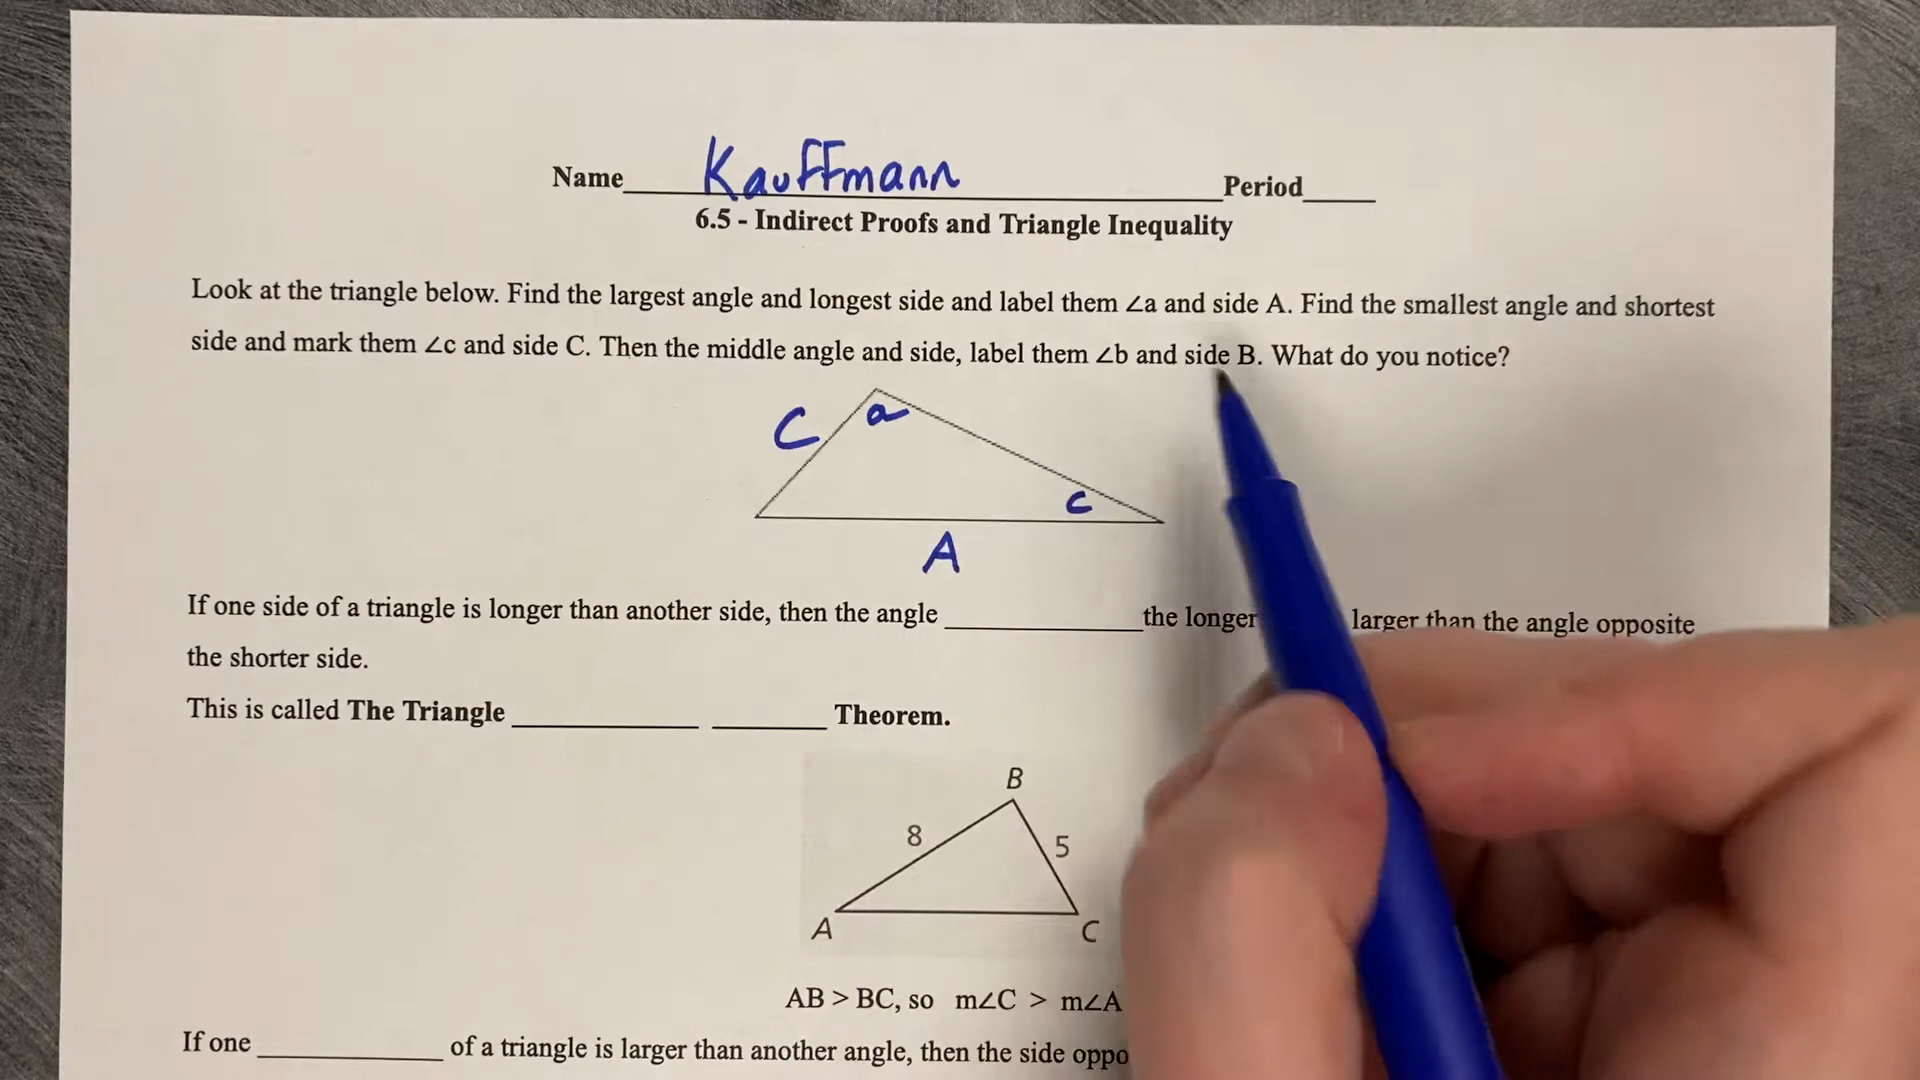 Name Kauffmann Period
6.5 - Indirect Proofs and Triangle Inequality
Look at the triangle below. Find the largest angle and longest side and label them ∠a and side A. Find the smallest angle and shortest
side and mark them ∠c and side C. Then the middle angle and side, label them ∠b and side B. What do you notice?
C a
c
A
If one side of a triangle is longer than another side, then the angle ____________ the longer larger than the angle opposite
the shorter side.
This is called The Triangle ____________ ________ Theorem.
B
8 5
A C
AB > BC, so m∠C > m∠A
If one ____________ of a triangle is larger than another angle, then the side